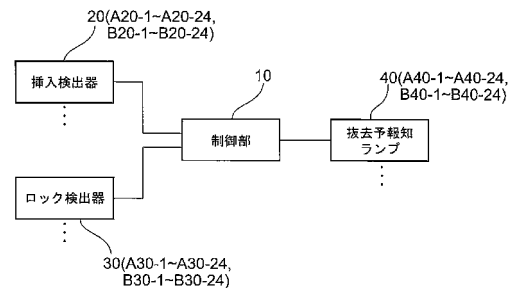 20(A20-1~A20-24,
B20-1~B20-24)
挿入検出器
10
40(A40-1~A40-24,
B40-1~B40-24)
制御部
抜去予報知
ランプ
ロック検出器
30(A30-1~A30-24,
B30-1~B30-24)